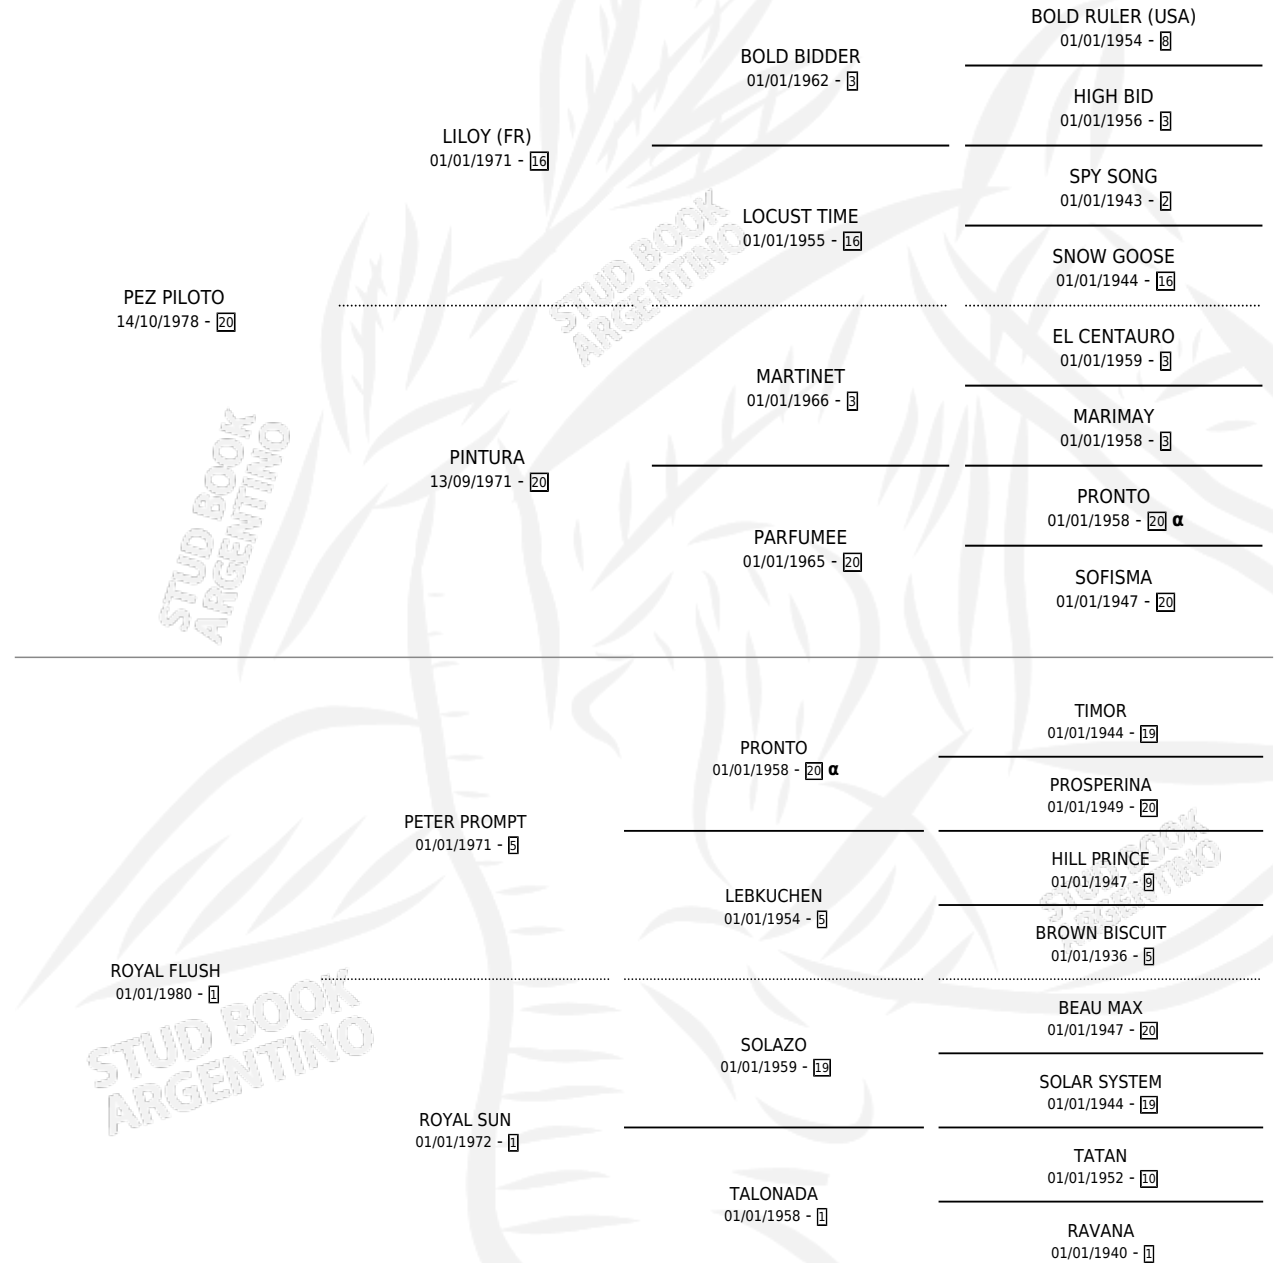 BOLD RULER (USA)
01/01/1954 - 8
BOLD BIDDER
01/01/1962 - 3
HIGH BID
01/01/1956 - 3
LILOY (FR)
01/01/1971 - 16
SPY SONG
01/01/1943 - 2
LOCUST TIME
01/01/1955 - 16
SNOW GOOSE
01/01/1944 - 16
STUD BOOK
ARGENTINO
PEZ PILOTO
14/10/1978 - 20
EL CENTAURO
01/01/1959 - 3
MARTINET
01/01/1966 - 3
MARIMAY
01/01/1958 - 3
PINTURA
13/09/1971 - 20
PRONTO
01/01/1958 - 20 α
PARFUMEE
01/01/1965 - 20
SOFISMA
01/01/1947 - 20
STUD BOOK
ARGENTINO
TIMOR
01/01/1944 - 19
PRONTO
01/01/1958 - 20 α
PROSPERINA
01/01/1949 - 20
PETER PROMPT
01/01/1971 - 5
HILL PRINCE
01/01/1947 - 9
LEBKUCHEN
01/01/1954 - 5
BROWN BISCUIT
01/01/1936 - 5
STUD BOOK
ARGENTINO
ROYAL FLUSH
01/01/1980 - 1
BEAU MAX
01/01/1947 - 20
SOLAZO
01/01/1959 - 19
SOLAR SYSTEM
01/01/1944 - 19
STUD BOOK
ARGENTINO
ROYAL SUN
01/01/1972 - 1
TATAN
01/01/1952 - 10
TALONADA
01/01/1958 - 1
RAVANA
01/01/1940 - 1